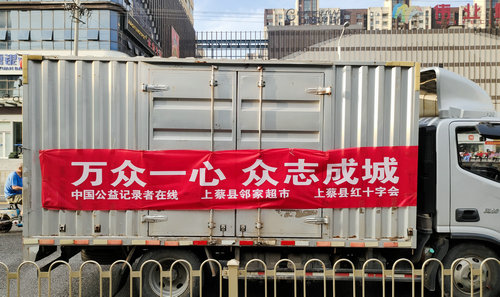 万众一心 众志成城
中国公益记录者在线 上蔡县邻家超市 上蔡县红十字会